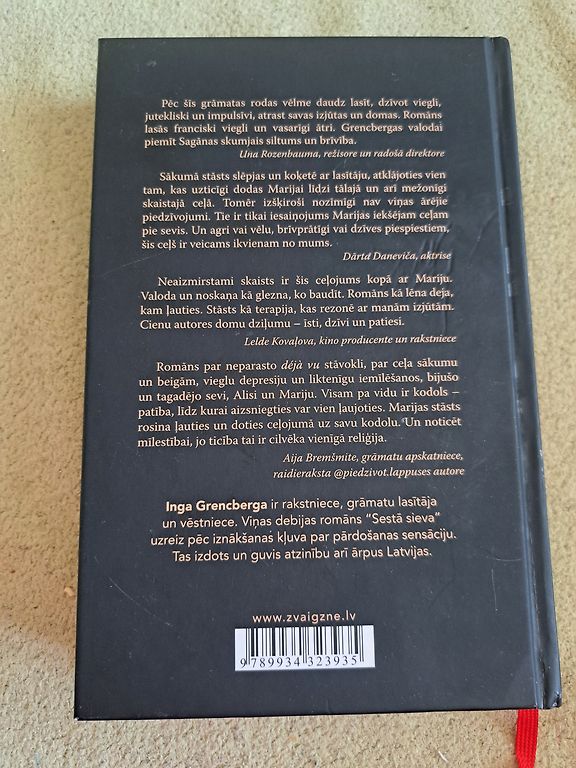 Pēc šīs grāmatas rodas vēlme daudz lasīt, dzīvot viegli,
jutekliski un impulsīvi, atrast savas izjūtas un domas. Romāns
lasās franciski viegli un vasarīgi ātri. Grencbergas valodai
piemīt Sagānas skumjais siltums un brīvība.
Una Rozenbauma, režisore un radošā direktore
Sākumā stāsts slēpjas un koķetē ar lasītāju, atklājoties vien
tam, kas uzticīgi dodas Marijai līdzi tālajā un arī mežonīgi
skaistajā ceļā. Tomēr izšķiroši nozīmīgi nav viņas ārējie
piedzīvojumi. Tie ir tikai iesaiņojums Marijas iekšējam ceļam
pie sevis. Un agri vai vēlu, brīvprātīgi vai dzīves piespiestiem,
šis ceļš ir veicams ikvienam no mums.
Dārta Daneviča, aktrise
Neaizmirstami skaists ir šis ceļojums kopā ar Mariju.
Valoda un noskaņa kā glezna, ko baudīt. Romāns kā lēna deja,
kam ļauties. Stāsts kā terapija, kas rezonē ar manām izjūtām.
Cienu autores domu dziļumu – īsti, dzīvi un patiesi.
Lelde Kovaļova, kino producente un rakstniece
Romāns par neparasto déjà vu stāvokli, par ceļa sākumu
un beigām, vieglu depresiju un liktenīgu iemīlēšanos, bijušo
un tagadējo sevi, Alisi un Mariju. Visam pa vidu ir kodols –
patība, līdz kurai aizsniegties var vien ļaujoties. Marijas stāsts
rosina ļauties un doties ceļojumā uz savu kodolu. Un noticēt
mīlestībai, jo ticība tai ir cilvēka vienīgā reliģija.
Aija Bremšmite, grāmatu apskatniece,
raidieraksta @piedzivot.lappuses autore
Inga Grencberga ir rakstniece, grāmatu lasītāja
un vēstniece. Viņas debijas romāns "Sestā sieva"
uzreiz pēc iznākšanas kļuva par pārdošanas sensāciju.
Tas izdots un guvis atzinību arī ārpus Latvijas.
www.zvaigzne.lv
9 789934 323935